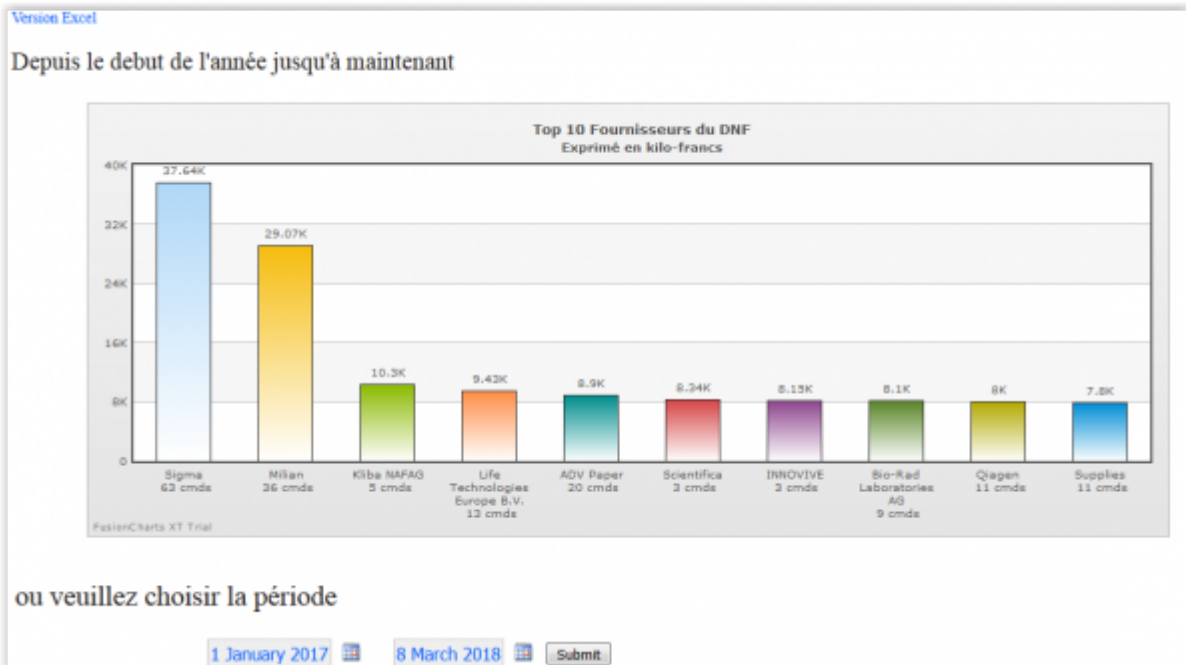 Version Excel
Depuis le debut de l'année jusqu'à maintenant
Top 10 Fournisseurs du DNF
Exprimé en kilo-francs
40K
32K
24K
16K
8K
0
37.64K
29.07K
10.3K
9.43K
8.9K
8.34K
8.15K
8.1K
8K
7.8K
Sigma
63 cmds
Milian
36 cmds
Kliba NAFAG
5 cmds
Life
Technologies
Europe B.V.
13 cmds
ADV Paper
20 cmds
Scientifica
3 cmds
INNOVIVE
3 cmds
Bio-Rad
Laboratories
AG
9 cmds
Qiagen
11 cmds
Supplies
11 cmds
FusionCharts XT Trial
ou veuillez choisir la période
1 January 2017 8 March 2018 Submit